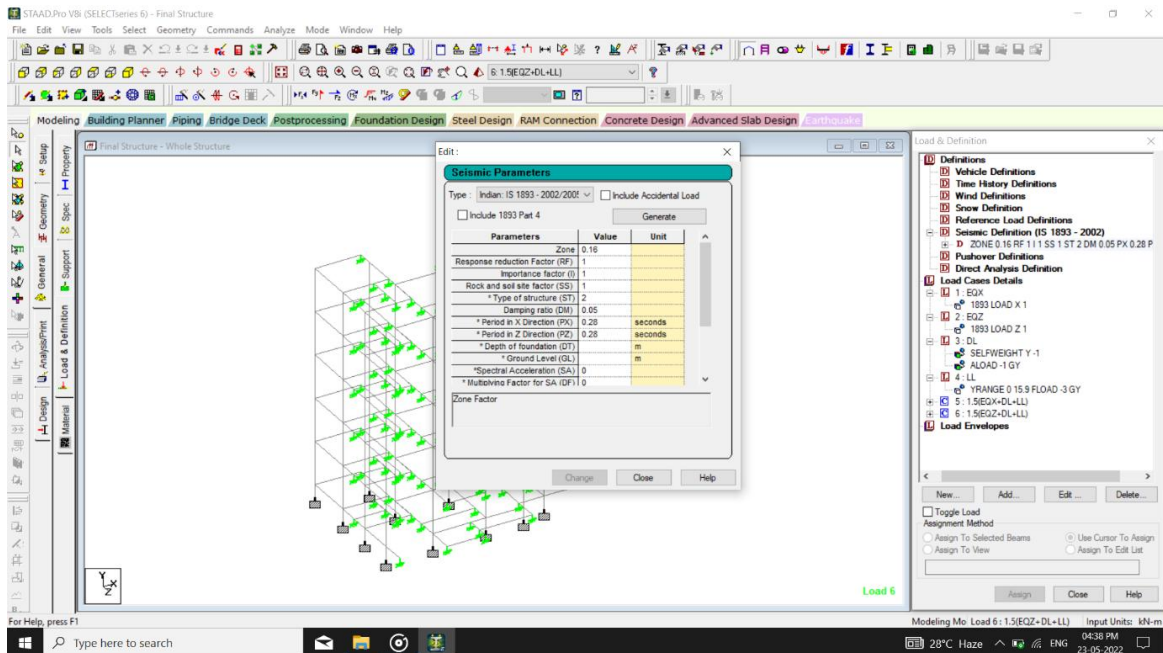 STAAD.Pro V8i (SELECTseries 6) - Final Structure
File Edit View Tools Select Geometry Commands Analyze Mode Window Help
6: 1.5(EQZ+DL+LL)
Modeling Building Planner Piping Bridge Deck Postprocessing Foundation Design Steel Design RAM Connection Concrete Design Advanced Slab Design Earthquake
Setup
Geometry
General
Analysis/Print
Design
Property
Spec
Support
Load & Definition
Material
Final Structure - Whole Structure
Load 6
Y
X
Z
Edit :
Seismic Parameters
Type : Indian: IS 1893 - 2002/200 Include Accidental Load
Include 1893 Part 4 Generate
Parameters Value Unit
Zone 0.16
Response reduction Factor (RF) 1
Importance factor (I) 1
Rock and soil site factor (SS) 1
* Type of structure (ST) 2
Damping ratio (DM) 0.05
* Period in X Direction (PX) 0.28 seconds
* Period in Z Direction (PZ) 0.28 seconds
* Depth of foundation (DT) m
* Ground Level (GL) m
*Spectral Acceleration (SA) 0
* Multiplying Factor for SA (DF) 0
Zone Factor
Change Close Help
Load & Definition
Definitions
Vehicle Definitions
Time History Definitions
Wind Definitions
Snow Definition
Reference Load Definitions
Seismic Definition (IS 1893 - 2002)
ZONE 0.16 RF 1 I 1 SS 1 ST 2 DM 0.05 PX 0.28 P
Pushover Definitions
Direct Analysis Definition
Load Cases Details
1 : EQX
1893 LOAD X 1
2 : EQZ
1893 LOAD Z 1
3 : DL
SELFWEIGHT Y -1
ALOAD -1 GY
4 : LL
YRANGE 0 15.9 FLOAD -3 GY
5 : 1.5(EQX+DL+LL)
6 : 1.5(EQZ+DL+LL)
Load Envelopes
New... Add... Edit ... Delete...
Toggle Load
Assignment Method
Assign To Selected Beams Use Cursor To Assign
Assign To View Assign To Edit List
Assign Close Help
For Help, press F1
Modeling Mo Load 6 : 1.5(EQZ+DL+LL) Input Units: kN-m
Type here to search
28°C Haze ENG 04:38 PM
23-05-2022